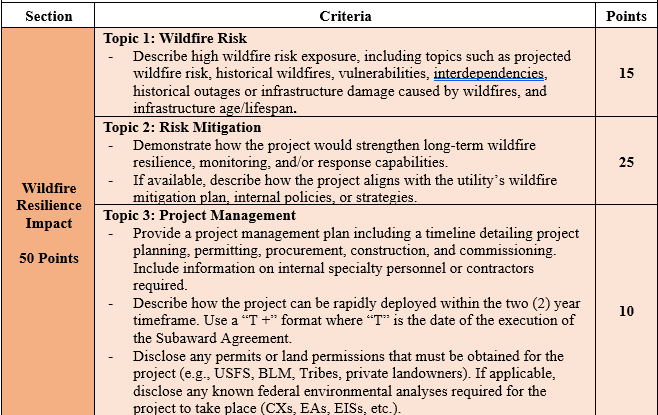 Section Criteria Points
Topic 1: Wildfire Risk
- Describe high wildfire risk exposure, including topics such as projected
wildfire risk, historical wildfires, vulnerabilities, interdependencies,
historical outages or infrastructure damage caused by wildfires, and
infrastructure age/lifespan.
15
Topic 2: Risk Mitigation
- Demonstrate how the project would strengthen long-term wildfire
resilience, monitoring, and/or response capabilities.
- If available, describe how the project aligns with the utility’s wildfire
mitigation plan, internal policies, or strategies.
25
Wildfire
Resilience
Impact
50 Points
Topic 3: Project Management
- Provide a project management plan including a timeline detailing project
planning, permitting, procurement, construction, and commissioning.
Include information on internal specialty personnel or contractors
required.
- Describe how the project can be rapidly deployed within the two (2) year
timeframe. Use a “T +” format where “T” is the date of the execution of
the Subaward Agreement.
- Disclose any permits or land permissions that must be obtained for the
project (e.g., USFS, BLM, Tribes, private landowners). If applicable,
disclose any known federal environmental analyses required for the
project to take place (CXs, EAs, EISs, etc.).
10